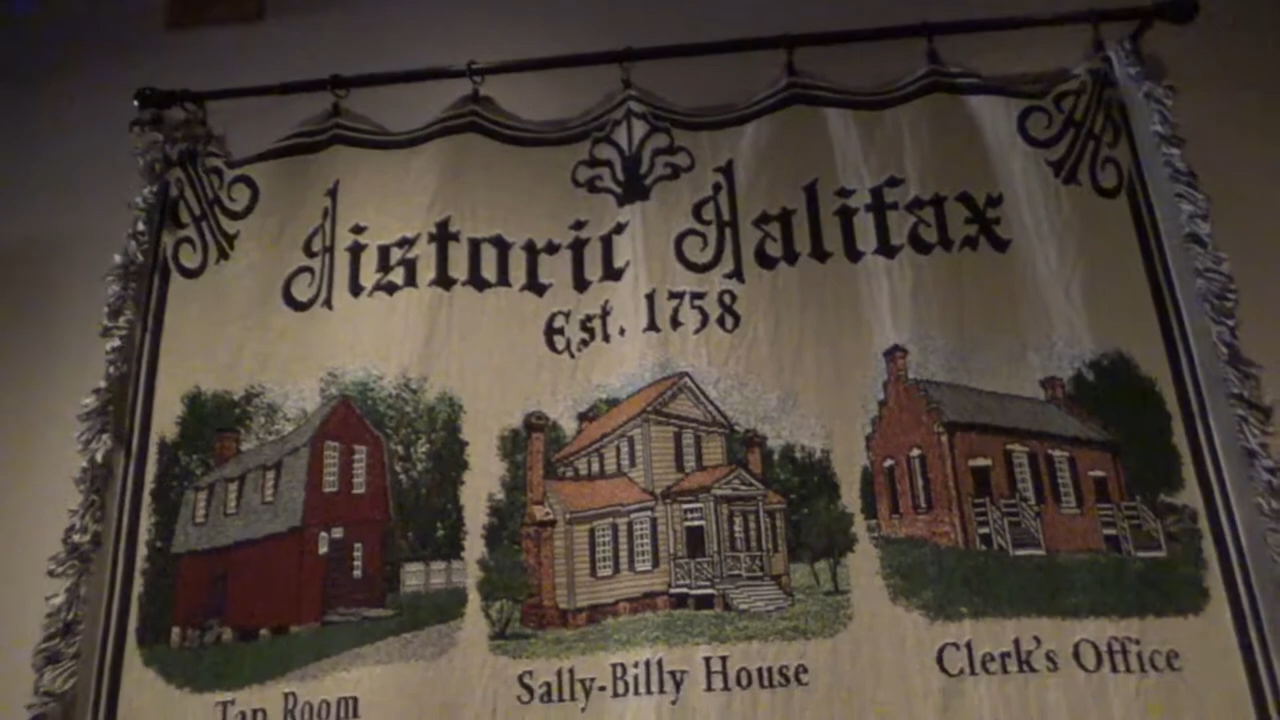 Historic Halifax
Est. 1758
Tap Room
Sally-Billy House
Clerk's Office